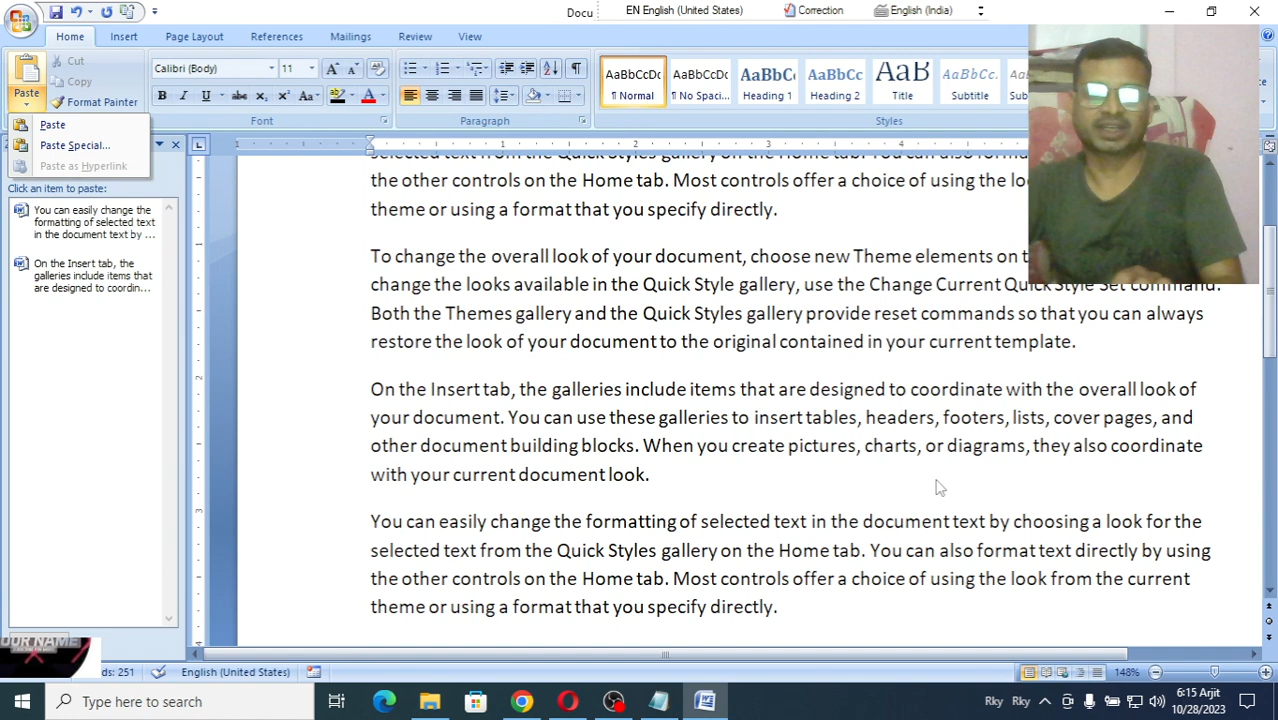 Docu
EN English (United States)
Correction
English (India)
Home
Insert
Page Layout
References
Mailings
Review
View
Paste
Cut
Copy
Format Painter
Calibri (Body)
11
Font
Paragraph
AaBbCcDc
¶ Normal
AaBbCcDc
¶ No Spaci...
AaBbC
Heading 1
AaBbCc
Heading 2
AaB
Title
AaBbCc.
Subtitle
AaB
Styles
Paste
Paste Special...
Paste as Hyperlink
Click an item to paste:
You can easily change the
formatting of selected text
in the document text by ...
On the Insert tab, the
galleries include items that
are designed to coordin...
1 2 3 4
selected text from the Quick Styles gallery on the Home tab. You can also forma
the other controls on the Home tab. Most controls offer a choice of using the loo
theme or using a format that you specify directly.
To change the overall look of your document, choose new Theme elements on t
change the looks available in the Quick Style gallery, use the Change Current Quick Style Set command.
Both the Themes gallery and the Quick Styles gallery provide reset commands so that you can always
restore the look of your document to the original contained in your current template.
On the Insert tab, the galleries include items that are designed to coordinate with the overall look of
your document. You can use these galleries to insert tables, headers, footers, lists, cover pages, and
other document building blocks. When you create pictures, charts, or diagrams, they also coordinate
with your current document look.
You can easily change the formatting of selected text in the document text by choosing a look for the
selected text from the Quick Styles gallery on the Home tab. You can also format text directly by using
the other controls on the Home tab. Most controls offer a choice of using the look from the current
theme or using a format that you specify directly.
OUR NAME
ds: 251
English (United States)
148%
Type here to search
Rky
Rky
6:15 Arjit
10/28/2023